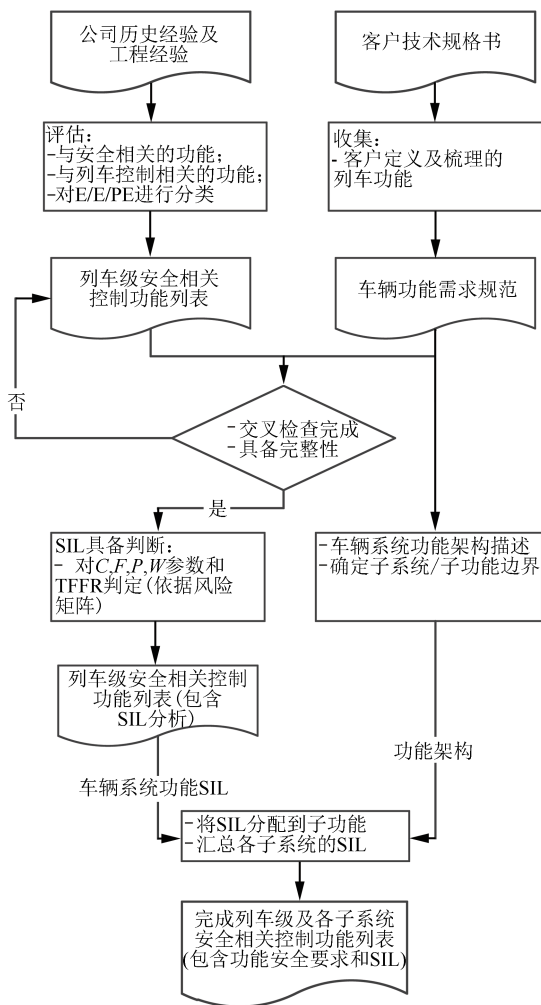 公司历史经验及
工程经验
客户技术规格书
评估：
-与安全相关的功能；
-与列车控制相关的功能；
-对E/E/PE进行分类
收集：
- 客户定义及梳理的
列车功能
列车级安全相关
控制功能列表
车辆功能需求规范
否
-交叉检查完成
-具备完整性
是
SIL具备判断：
- 对C,F,P,W参数和
TFFR判定(依据风险
矩阵)
-车辆系统功能架构描述
-确定子系统/子功能边界
列车级安全相关控制
功能列表(包含
SIL分析)
功能架构
车辆系统功能SIL
-将SIL分配到子功能
-汇总各子系统的SIL
完成列车级及各子系统
安全相关控制功能列表
(包含功能安全要求和SIL)